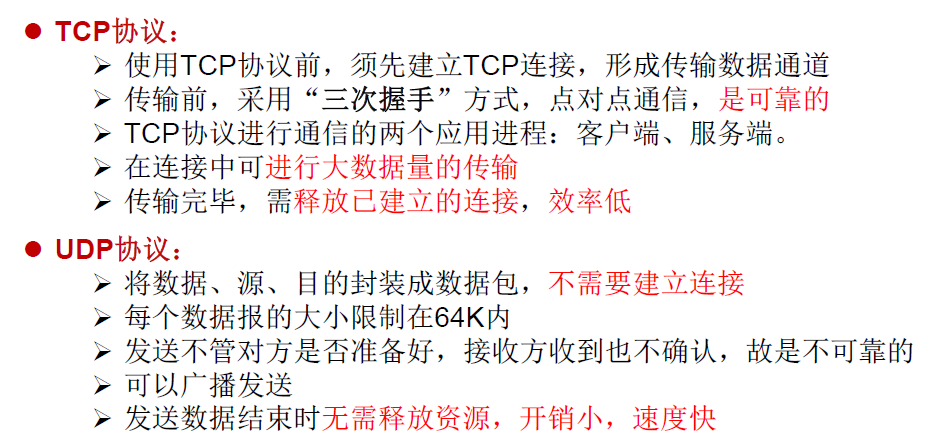 ● TCP协议：
➢ 使用TCP协议前，须先建立TCP连接，形成传输数据通道
➢ 传输前，采用“三次握手”方式，点对点通信，是可靠的
➢ TCP协议进行通信的两个应用进程：客户端、服务端。
➢ 在连接中可进行大数据量的传输
➢ 传输完毕，需释放已建立的连接，效率低
● UDP协议：
➢ 将数据、源、目的封装成数据包，不需要建立连接
➢ 每个数据报的大小限制在64K内
➢ 发送不管对方是否准备好，接收方收到也不确认，故是不可靠的
➢ 可以广播发送
➢ 发送数据结束时无需释放资源，开销小，速度快